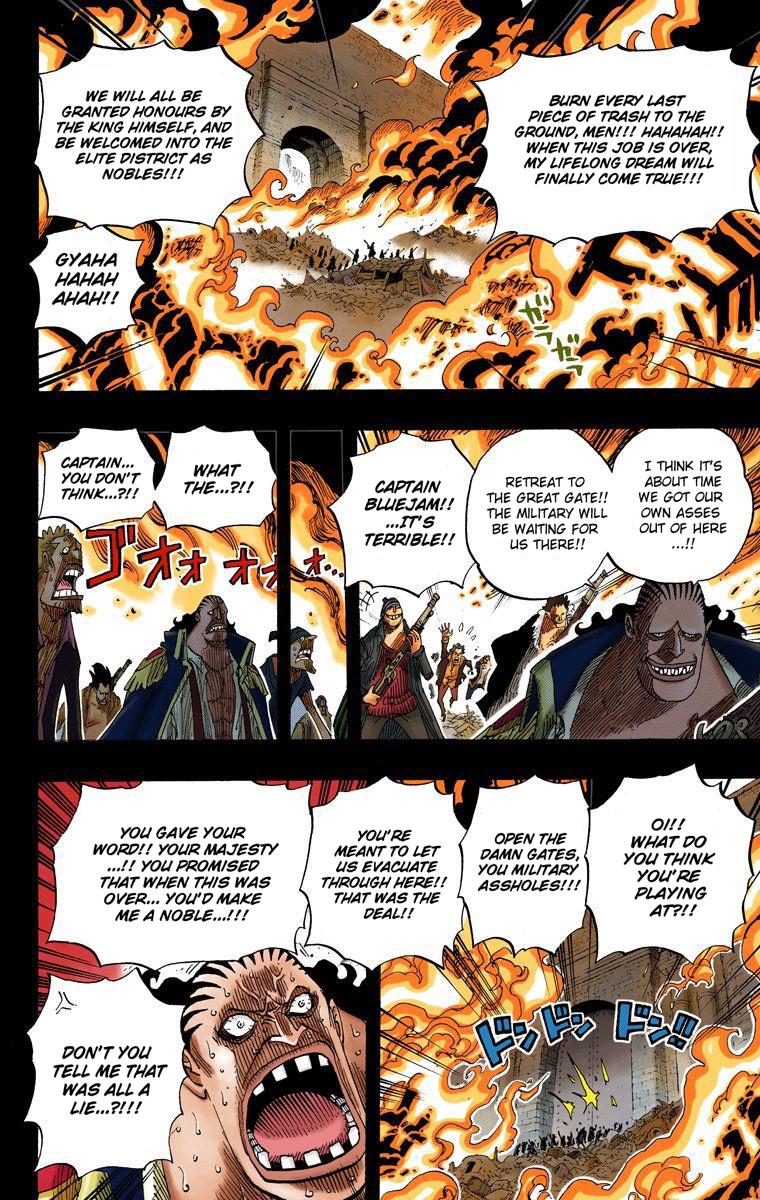 BURN EVERY LAST
PIECE OF TRASH TO THE
GROUND, MEN!!! HAHAHAH!!
WHEN THIS JOB IS OVER,
MY LIFELONG DREAM WILL
FINALLY COME TRUE!!!
WE WILL ALL BE
GRANTED HONOURS BY
THE KING HIMSELF, AND
BE WELCOMED INTO THE
ELITE DISTRICT AS
NOBLES!!!
GYAHA
HAHAH
AHAH!!
ガラ
ガラ
I THINK IT'S
ABOUT TIME
WE GOT OUR
OWN ASSES
OUT OF HERE
...!!
RETREAT TO
THE GREAT GATE!!
THE MILITARY WILL
BE WAITING FOR
US THERE!!
CAPTAIN
BLUEJAM!!
...IT'S
TERRIBLE!!
WHAT
THE...?!!
CAPTAIN...
YOU DON'T
THINK...?!!
ゴオォォォ...
OI!!
WHAT DO
YOU THINK
YOU'RE
PLAYING
AT?!!
OPEN THE
DAMN GATES,
YOU MILITARY
ASSHOLES!!!
YOU'RE
MEANT TO LET
US EVACUATE
THROUGH HERE!!
THAT WAS THE
DEAL!!
ドンドン ドン!!
YOU GAVE YOUR
WORD!! YOUR MAJESTY
...!! YOU PROMISED
THAT WHEN THIS WAS
OVER... YOU'D MAKE
ME A NOBLE...!!!
DON'T YOU
TELL ME THAT
WAS ALL A
LIE...?!!!